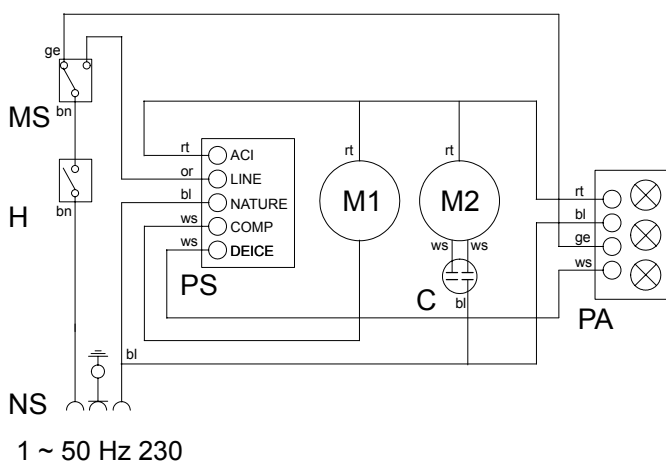 ge
MS
bn
rt
ACI
rt
rt
or
LINE
rt
H
bl
NATURE
M1
M2
bl
bn
ws
COMP
ws
ws
ge
ws
DEICE
ws
PS
C
bl
PA
bl
NS
1 ~ 50 Hz 230